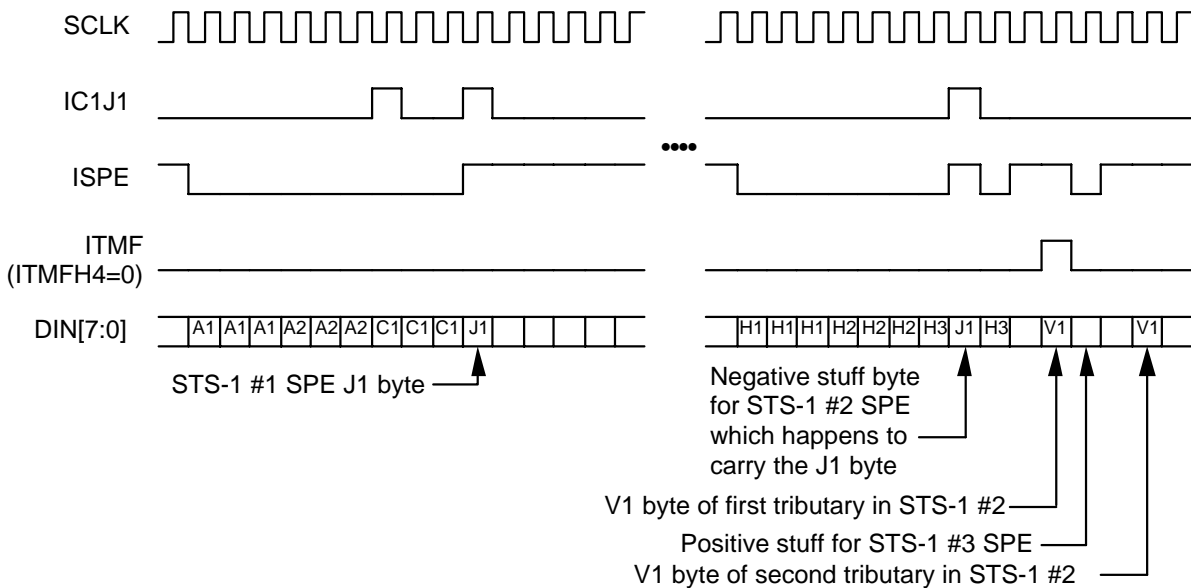 SCLK
IC1J1
ISPE
ITMF
(ITMFH4=0)
DIN[7:0]
A1 A1 A1 A2 A2 A2 C1 C1 C1 J1
H1 H1 H1 H2 H2 H2 H3 J1 H3 V1 V1
STS-1 #1 SPE J1 byte
Negative stuff byte
for STS-1 #2 SPE
which happens to
carry the J1 byte
V1 byte of first tributary in STS-1 #2
Positive stuff for STS-1 #3 SPE
V1 byte of second tributary in STS-1 #2